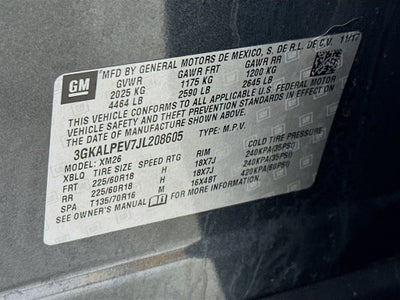 GM
MFD BY GENERAL MOTORS DE MEXICO, S. DE R.L. DE C.V. 11/17
GVWR GAWR FRT GAWR RR
2025 KG 1175 KG 1200 KG
4464 LB 2590 LB 2645 LB
THIS VEHICLE CONFORMS TO ALL APPLICABLE U.S. FEDERAL MOTOR
VEHICLE SAFETY, AND THEFT PREVENTION STANDARDS IN EFFECT ON
THE DATE OF MANUFACTURE SHOWN ABOVE.
3GKALPEV7JL208605 TYPE: M.P.V.
MODEL: XM26
XBLO TIRE SIZE SPEED RTG RIM COLD TIRE PRESSURE
FRT 225/60R18 H 18X7J 240KPA(35PSI)
RR 225/60R18 H 18X7J 240KPA(35PSI)
SPA T135/70R16 M 16X4BT 420KPA(60PSI)
SEE OWNER'S MANUAL FOR MORE INFORMATION.